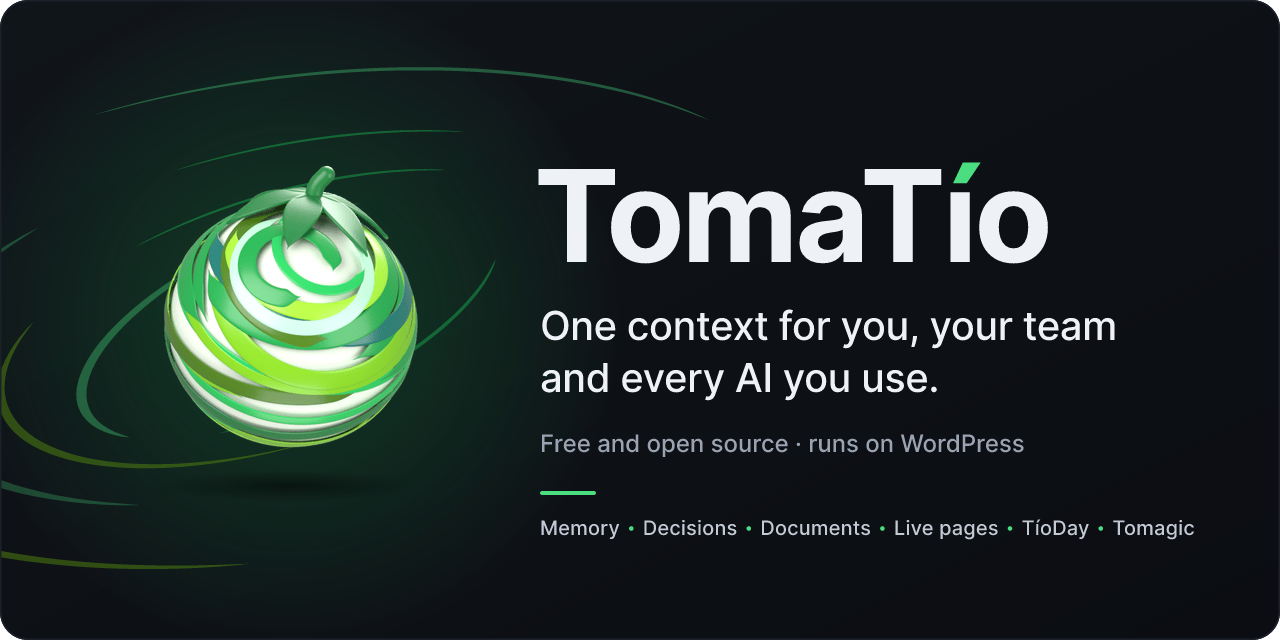 TomaTío
One context for you, your team
and every AI you use.
Free and open source · runs on WordPress
Memory • Decisions • Documents • Live pages • TíoDay • Tomagic